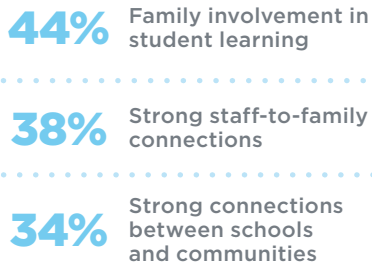 44% Family involvement in
student learning
38% Strong staff-to-family
connections
34% Strong connections
between schools
and communities